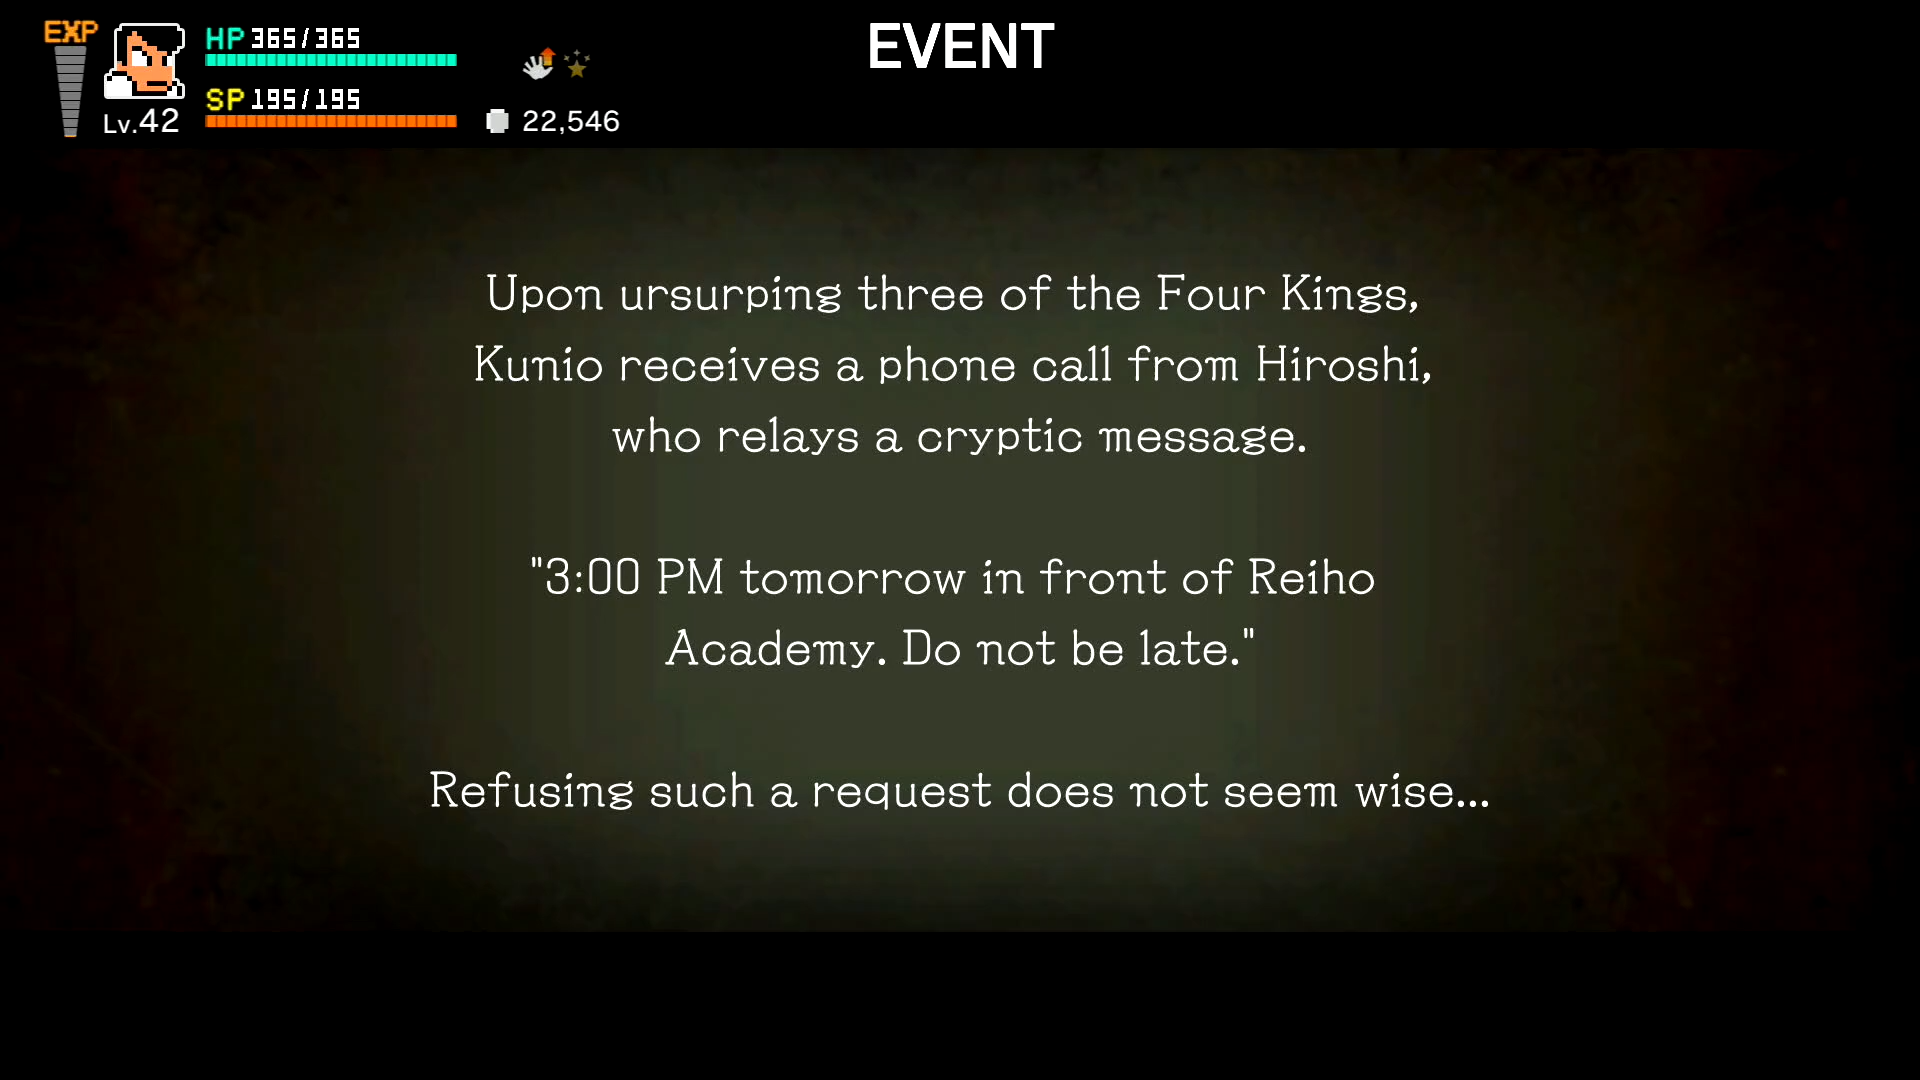 EXP
HP 365/365
SP 195/195
Lv.42
22,546
EVENT
Upon ursurping three of the Four Kings,
Kunio receives a phone call from Hiroshi,
who relays a cryptic message.
"3:00 PM tomorrow in front of Reiho
Academy. Do not be late."
Refusing such a request does not seem wise...